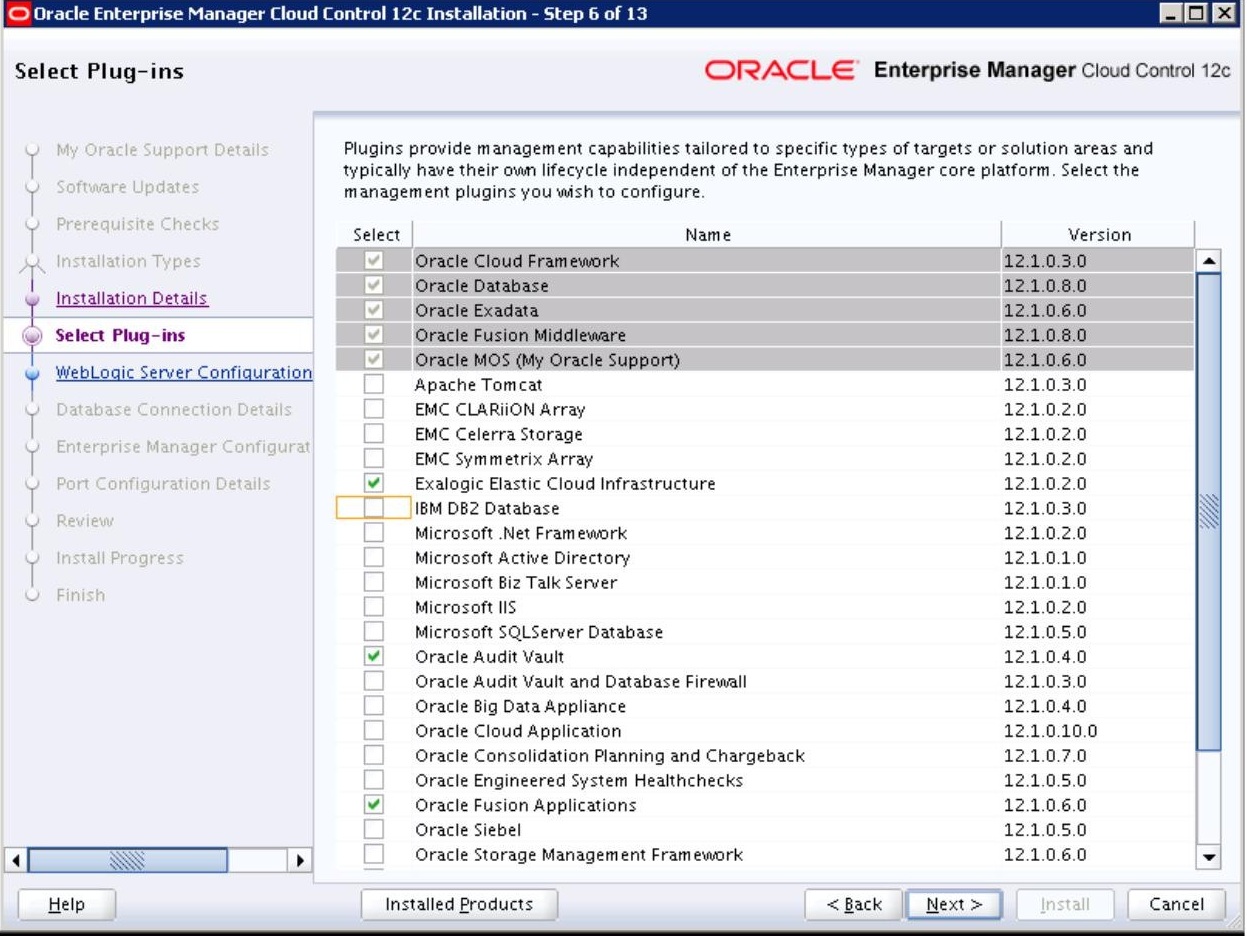 Oracle Enterprise Manager Cloud Control 12c Installation - Step 6 of 13
Select Plug-ins
ORACLE Enterprise Manager Cloud Control 12c
My Oracle Support Details
Software Updates
Prerequisite Checks
Installation Types
Installation Details
Select Plug-ins
WebLogic Server Configuration
Database Connection Details
Enterprise Manager Configurat
Port Configuration Details
Review
Install Progress
Finish
Plugins provide management capabilities tailored to specific types of targets or solution areas and
typically have their own lifecycle independent of the Enterprise Manager core platform. Select the
management plugins you wish to configure.
Select Name Version
Oracle Cloud Framework 12.1.0.3.0
Oracle Database 12.1.0.8.0
Oracle Exadata 12.1.0.6.0
Oracle Fusion Middleware 12.1.0.8.0
Oracle MOS (My Oracle Support) 12.1.0.6.0
Apache Tomcat 12.1.0.3.0
EMC CLARiiON Array 12.1.0.2.0
EMC Celerra Storage 12.1.0.2.0
EMC Symmetrix Array 12.1.0.2.0
Exalogic Elastic Cloud Infrastructure 12.1.0.2.0
IBM DB2 Database 12.1.0.3.0
Microsoft .Net Framework 12.1.0.2.0
Microsoft Active Directory 12.1.0.1.0
Microsoft Biz Talk Server 12.1.0.1.0
Microsoft IIS 12.1.0.2.0
Microsoft SQLServer Database 12.1.0.5.0
Oracle Audit Vault 12.1.0.4.0
Oracle Audit Vault and Database Firewall 12.1.0.3.0
Oracle Big Data Appliance 12.1.0.4.0
Oracle Cloud Application 12.1.0.10.0
Oracle Consolidation Planning and Chargeback 12.1.0.7.0
Oracle Engineered System Healthchecks 12.1.0.5.0
Oracle Fusion Applications 12.1.0.6.0
Oracle Siebel 12.1.0.5.0
Oracle Storage Management Framework 12.1.0.6.0
Help Installed Products < Back Next > Install Cancel